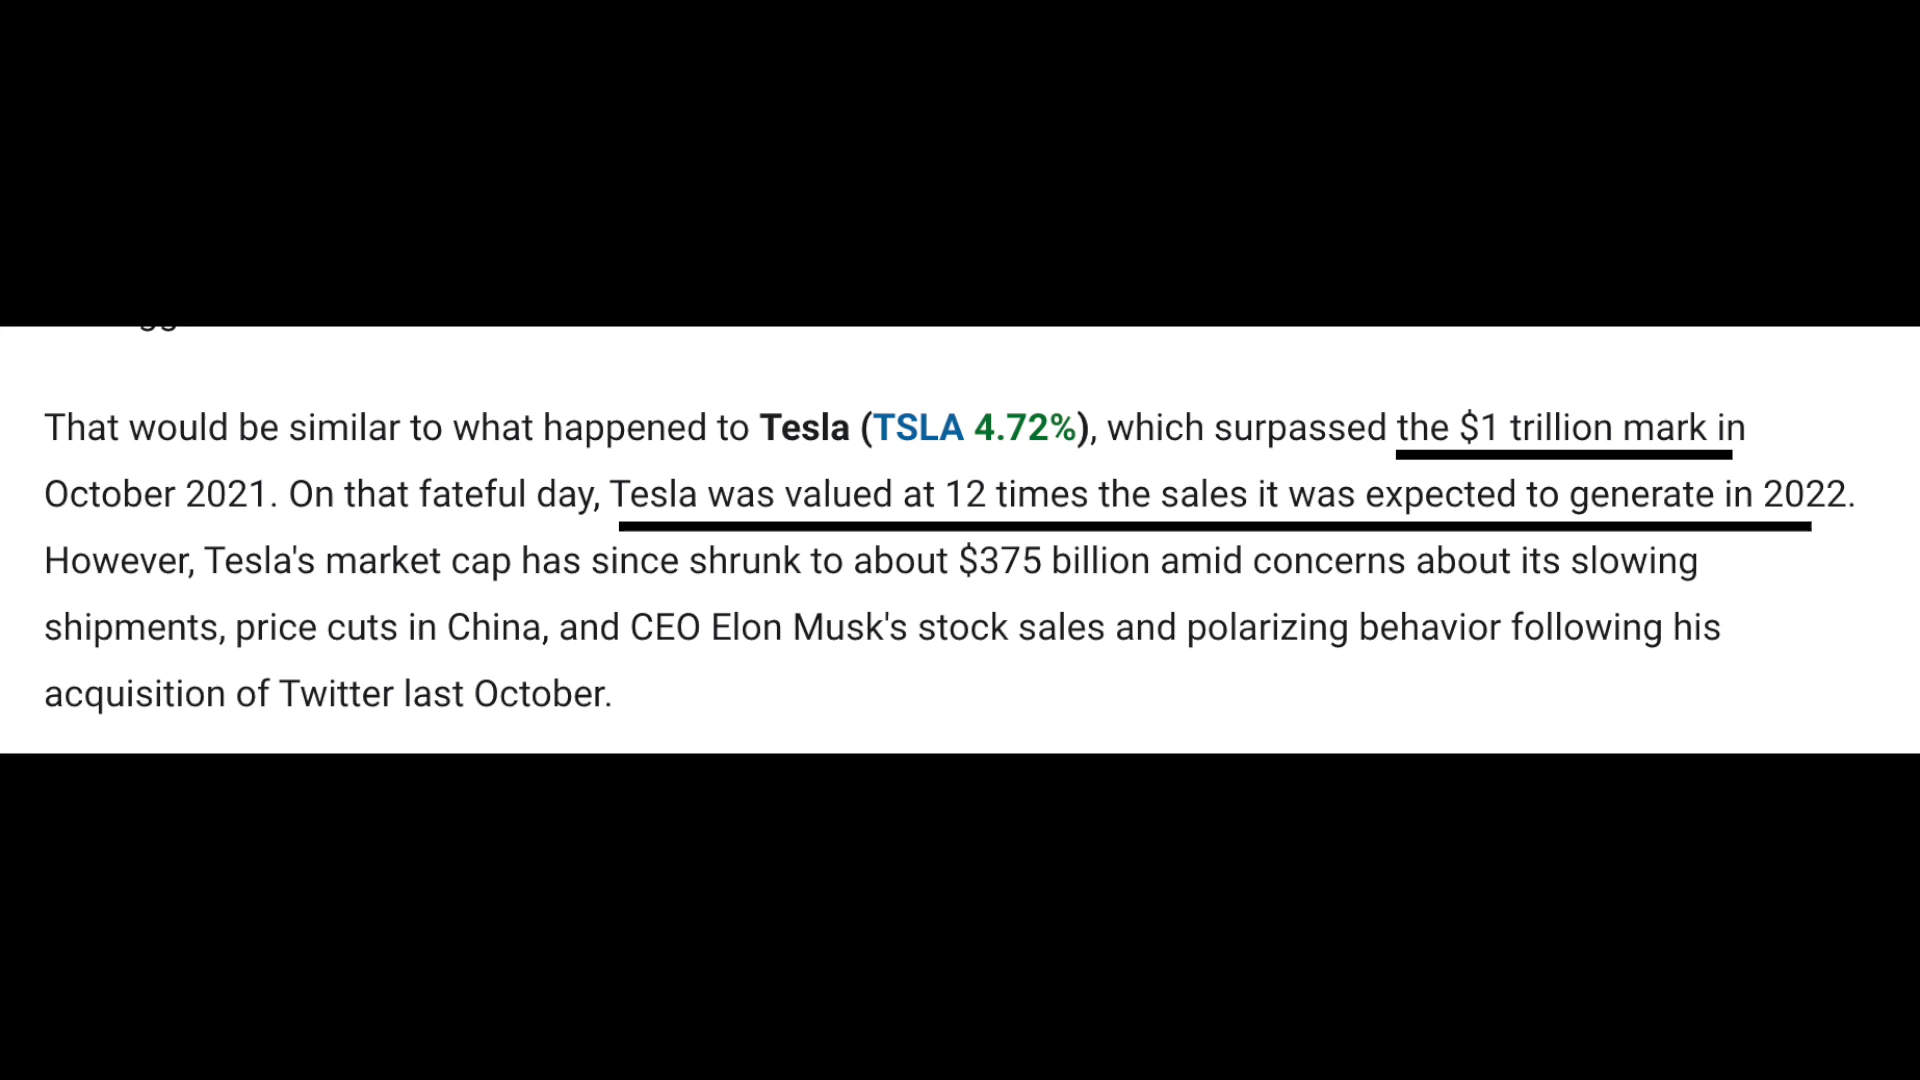 That would be similar to what happened to Tesla (TSLA 4.72%), which surpassed the $1 trillion mark in
October 2021. On that fateful day, Tesla was valued at 12 times the sales it was expected to generate in 2022.
However, Tesla's market cap has since shrunk to about $375 billion amid concerns about its slowing
shipments, price cuts in China, and CEO Elon Musk's stock sales and polarizing behavior following his
acquisition of Twitter last October.